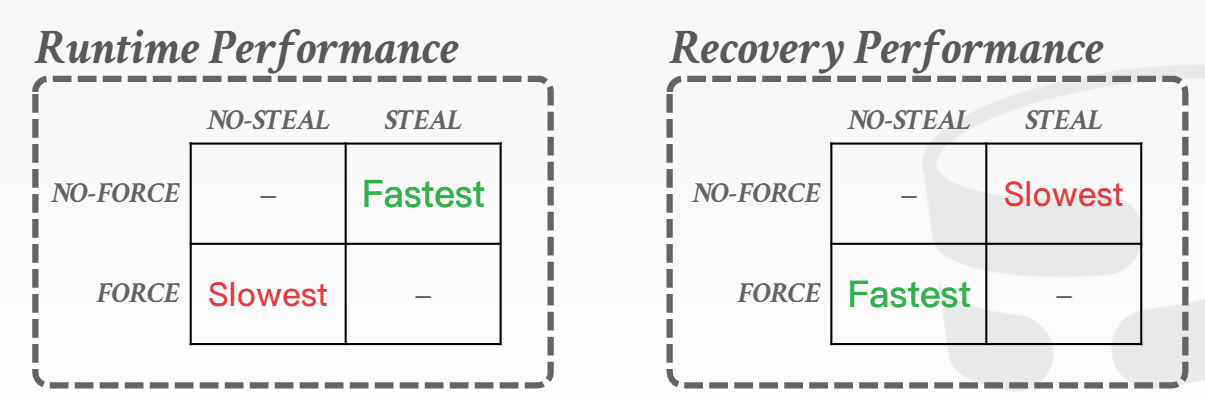 Runtime Performance
NO-STEAL STEAL
NO-FORCE – Fastest
FORCE Slowest –
Recovery Performance
NO-STEAL STEAL
NO-FORCE – Slowest
FORCE Fastest –